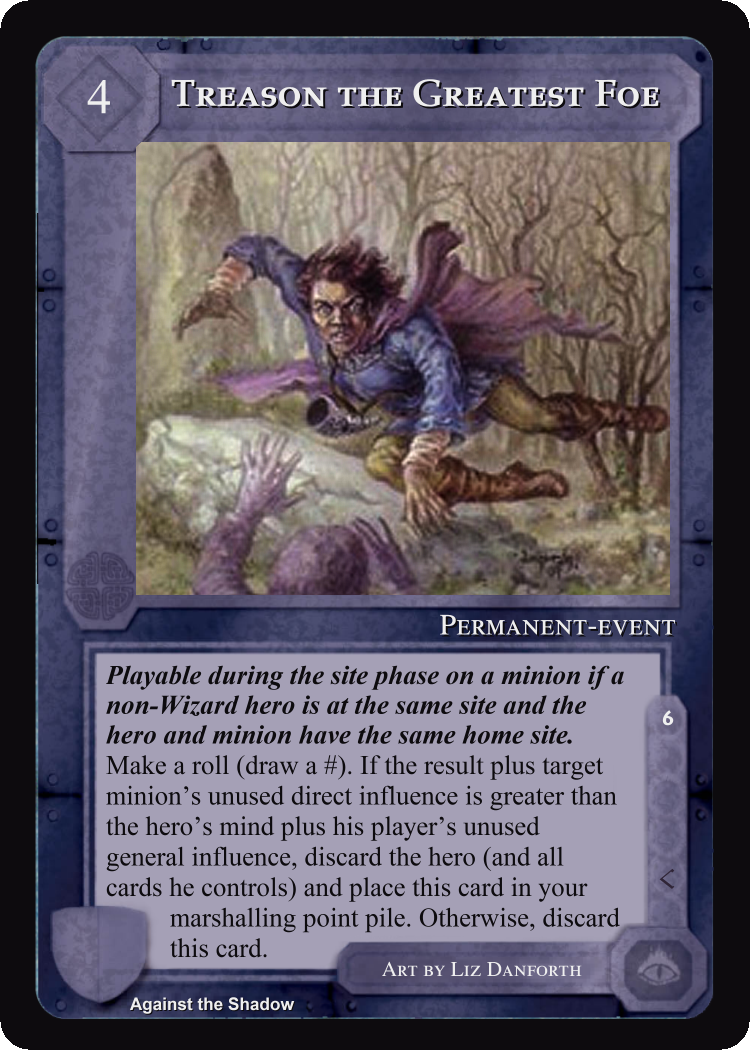 4
Treason the Greatest Foe
Permanent-event
Playable during the site phase on a minion if a
non-Wizard hero is at the same site and the
hero and minion have the same home site.
Make a roll (draw a #). If the result plus target
minion's unused direct influence is greater than
the hero's mind plus his player's unused
general influence, discard the hero (and all
cards he controls) and place this card in your
marshalling point pile. Otherwise, discard
this card.
6
<
Art by Liz Danforth
Against the Shadow